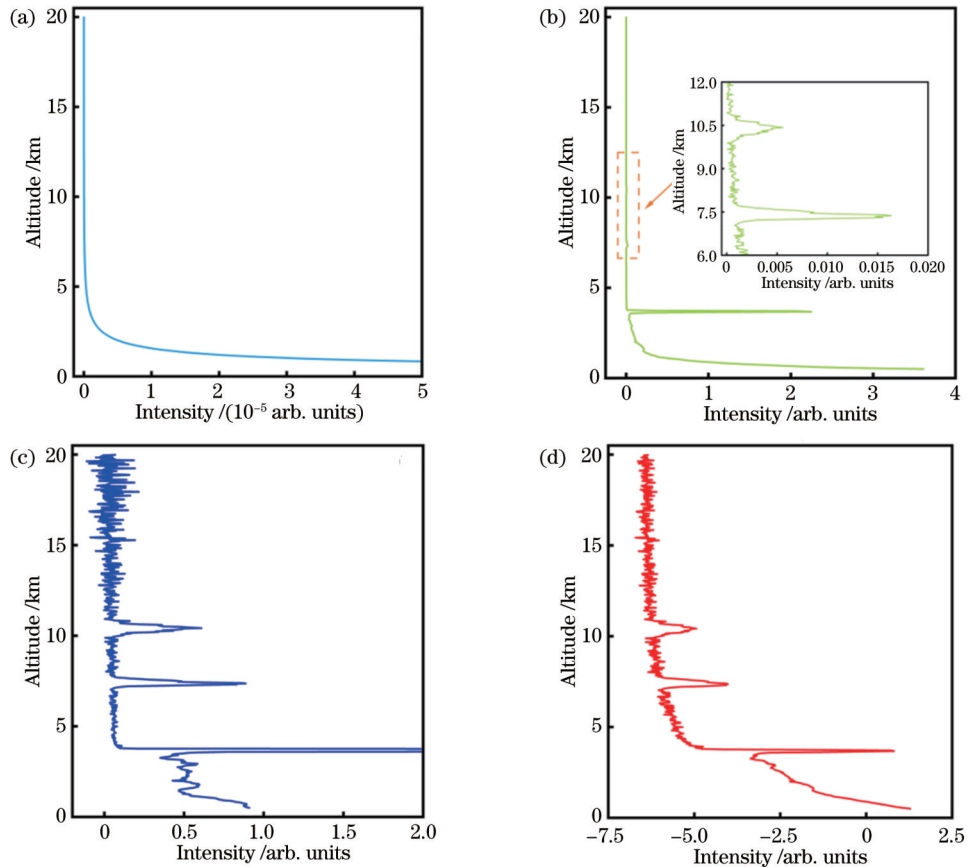 (a)
20
15
10
5
0
Altitude /km
0 1 2 3 4 5
Intensity /(10⁻⁵ arb. units)
(b)
20
15
10
5
0
Altitude /km
0 1 2 3 4
Intensity /arb. units
12.0
10.5
9.0
7.5
6.0
Altitude /km
0 0.005 0.010 0.015 0.020
Intensity /arb. units
(c)
20
15
10
5
0
Altitude /km
0 0.5 1.0 1.5 2.0
Intensity /arb. units
(d)
20
15
10
5
0
Altitude /km
−7.5 −5.0 −2.5 0 2.5
Intensity /arb. units